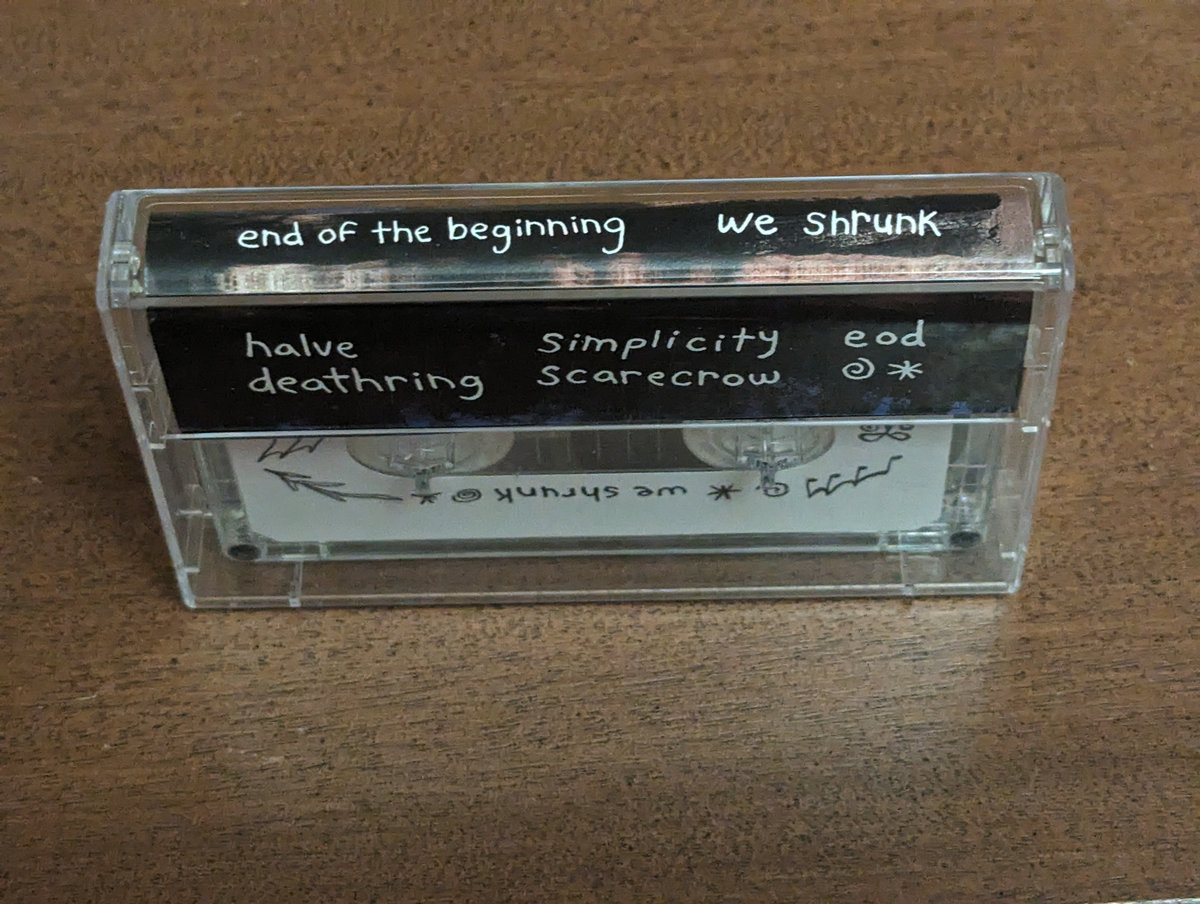 end of the beginning we shrunk
halve simplicity eod
deathring scarecrow
we shrunk